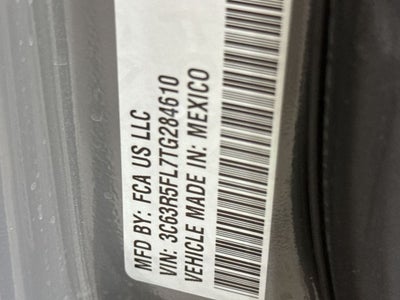 MFD BY: FCA US LLC
VIN: 3C63R5FL7TG284610
VEHICLE MADE IN: MEXICO